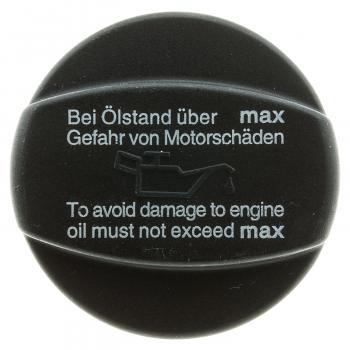 Bei Ölstand über max
Gefahr von Motorschäden
To avoid damage to engine
oil must not exceed max